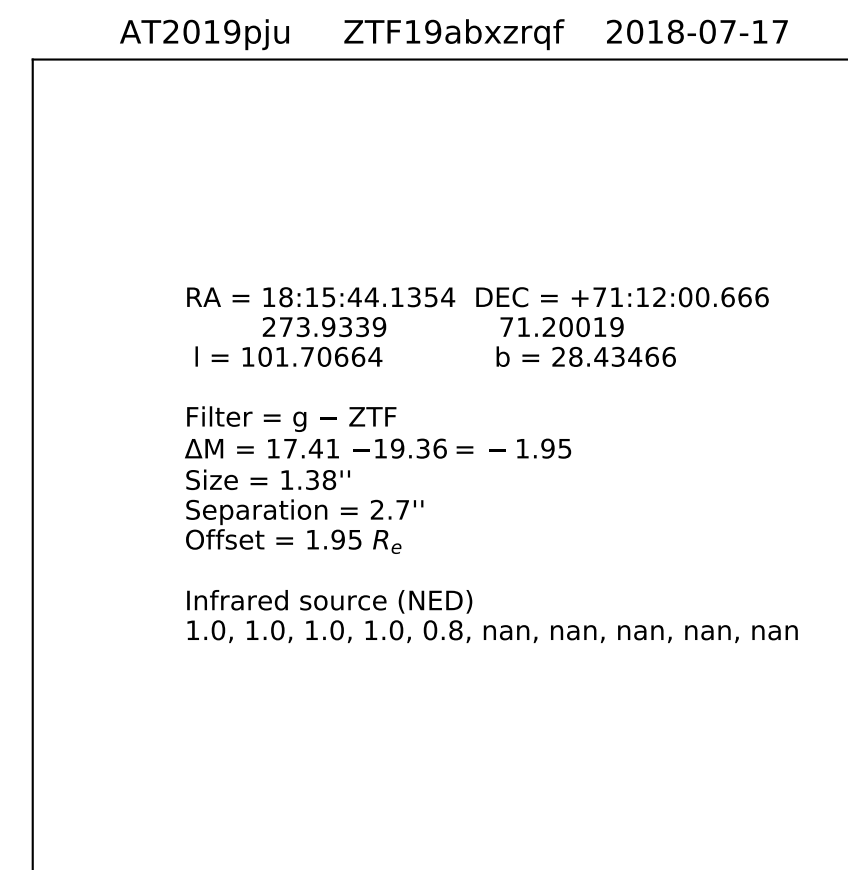 AT2019pju ZTF19abxzrqf 2018-07-17
RA = 18:15:44.1354 DEC = +71:12:00.666
273.9339 71.20019
l = 101.70664 b = 28.43466
Filter = g − ZTF
ΔM = 17.41 −19.36 = − 1.95
Size = 1.38''
Separation = 2.7''
Offset = 1.95 Re
Infrared source (NED)
1.0, 1.0, 1.0, 1.0, 0.8, nan, nan, nan, nan, nan